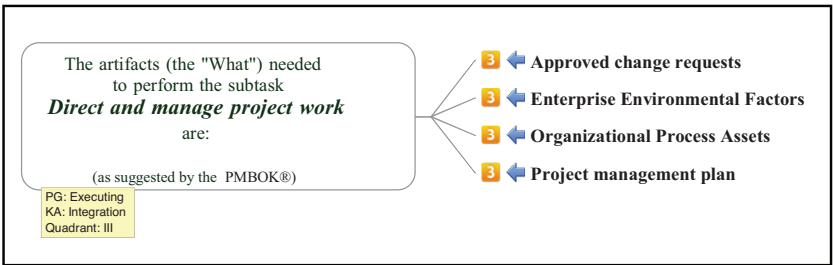 The artifacts (the "What") needed
to perform the subtask
Direct and manage project work
are:
(as suggested by the PMBOK®)
PG: Executing
KA: Integration
Quadrant: III
3 Approved change requests
3 Enterprise Environmental Factors
3 Organizational Process Assets
3 Project management plan